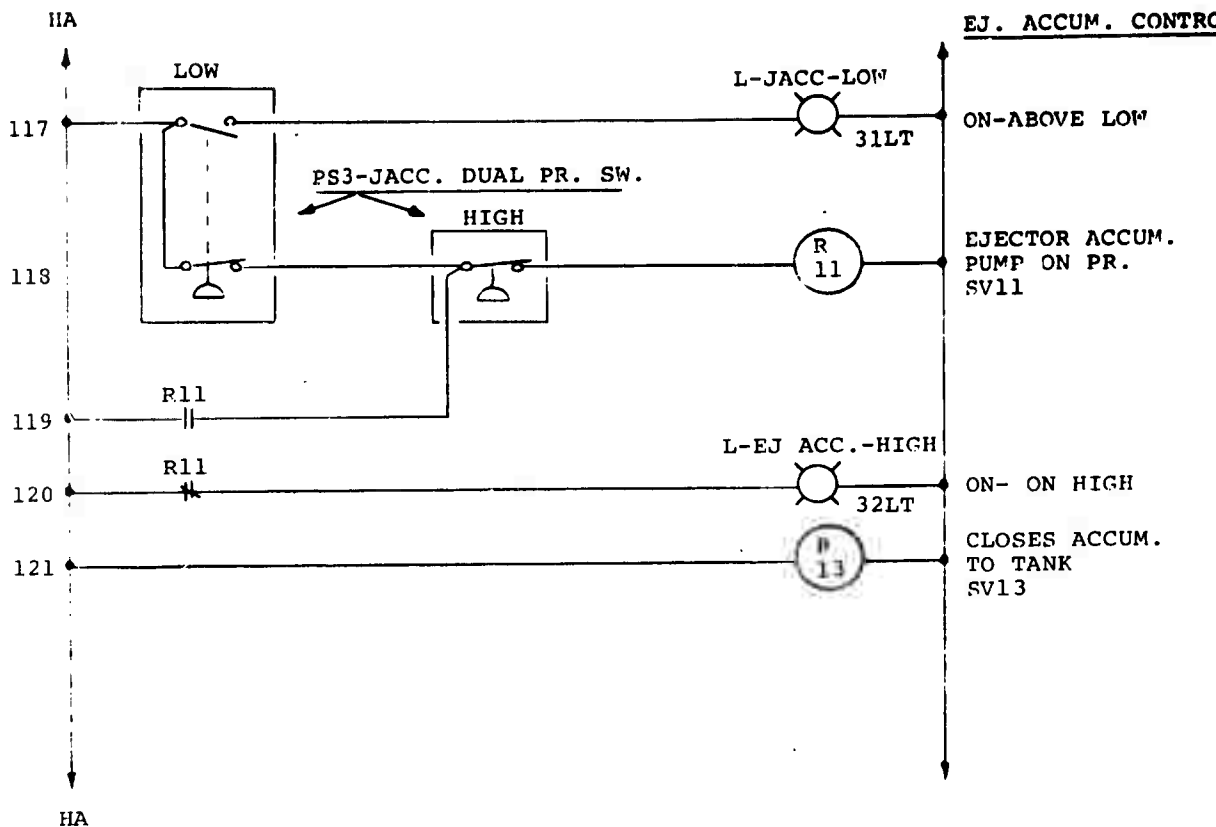 HA
EJ. ACCUM. CONTRO
LOW
L-JACC-LOW
117
31LT
ON-ABOVE LOW
PS3-JACC. DUAL PR. SW.
HIGH
118
R
11
EJECTOR ACCUM.
PUMP ON PR.
SV11
R11
119
R11
L-EJ ACC.-HIGH
120
32LT
ON- ON HIGH
121
13
CLOSES ACCUM.
TO TANK
SV13
HA